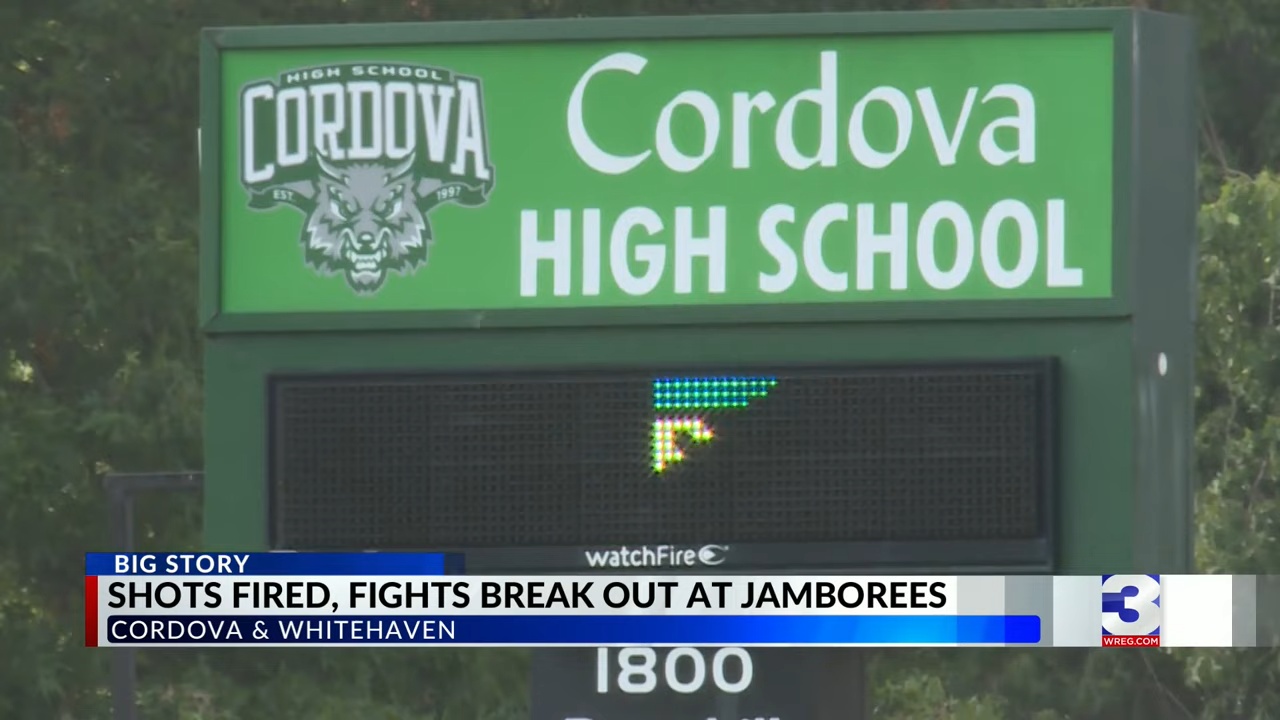 HIGH SCHOOL
CORDOVA
EST. 1997
Cordova
HIGH SCHOOL
watchFire
BIG STORY
SHOTS FIRED, FIGHTS BREAK OUT AT JAMBOREES
CORDOVA & WHITEHAVEN
3
WREG.COM
1800